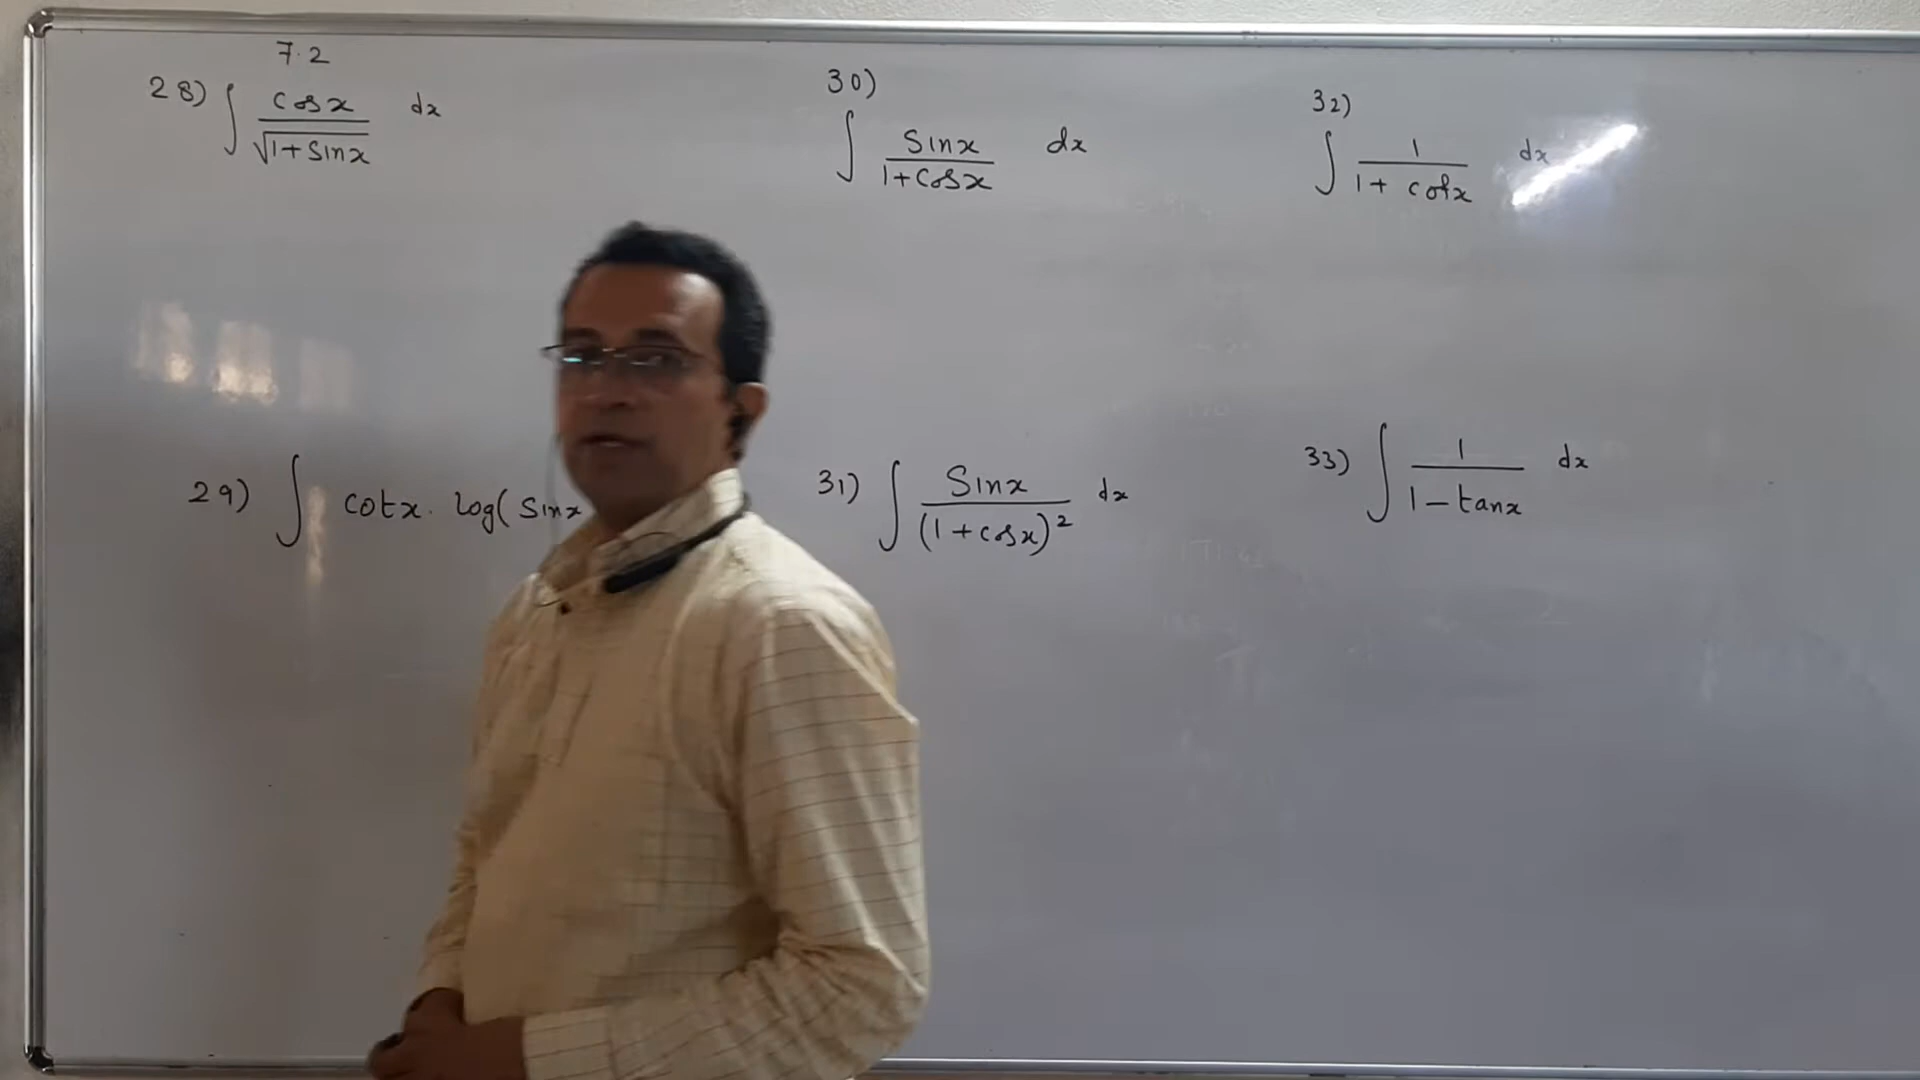 7.2
28) ∫ cosx / √1+sinx dx
29) ∫ cotx. log( sinx
30)
∫ sinx / 1+cosx dx
31) ∫ sinx / (1+cosx)² dx
32)
∫ 1 / 1+ cotx dx
33) ∫ 1 / 1-tanx dx